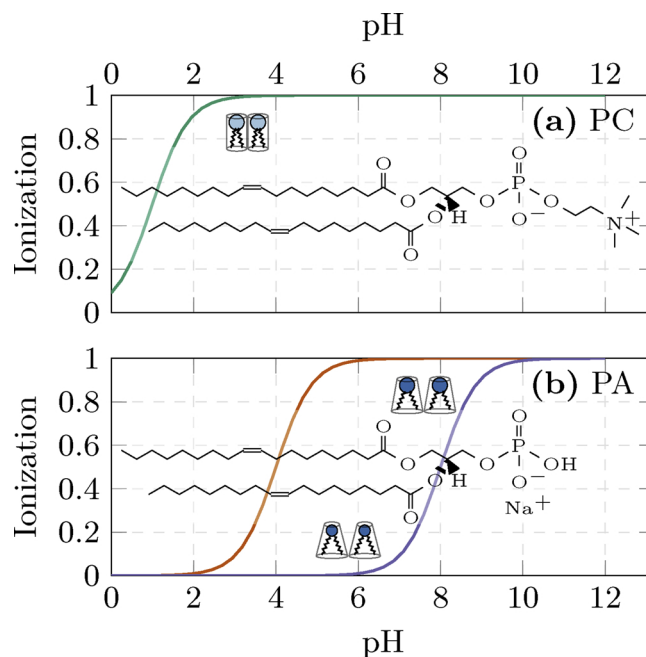 pH
0 2 4 6 8 10 12
1
0.8
0.6
0.4
0.2
0
Ionization
(a) PC
O
O
O
P
O
O
O
O−
N+
H
O
1
0.8
0.6
0.4
0.2
0
Ionization
(b) PA
O
O
O
P
O
O
OH
O−
H
O
Na+
0 2 4 6 8 10 12
pH